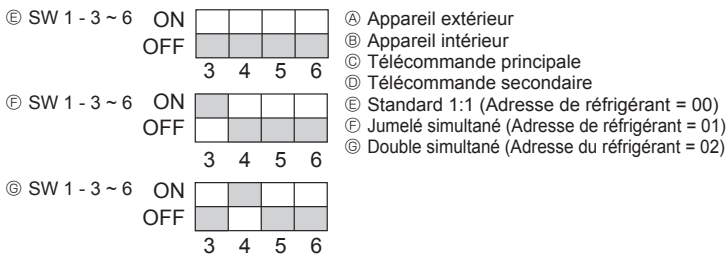 Ⓔ SW 1 - 3 ~ 6 ON
OFF
3 4 5 6
Ⓕ SW 1 - 3 ~ 6 ON
OFF
3 4 5 6
Ⓖ SW 1 - 3 ~ 6 ON
OFF
3 4 5 6
Ⓐ Appareil extérieur
Ⓑ Appareil intérieur
Ⓒ Télécommande principale
Ⓓ Télécommande secondaire
Ⓔ Standard 1:1 (Adresse de réfrigérant = 00)
Ⓕ Jumelé simultané (Adresse de réfrigérant = 01)
Ⓖ Double simultané (Adresse du réfrigérant = 02)